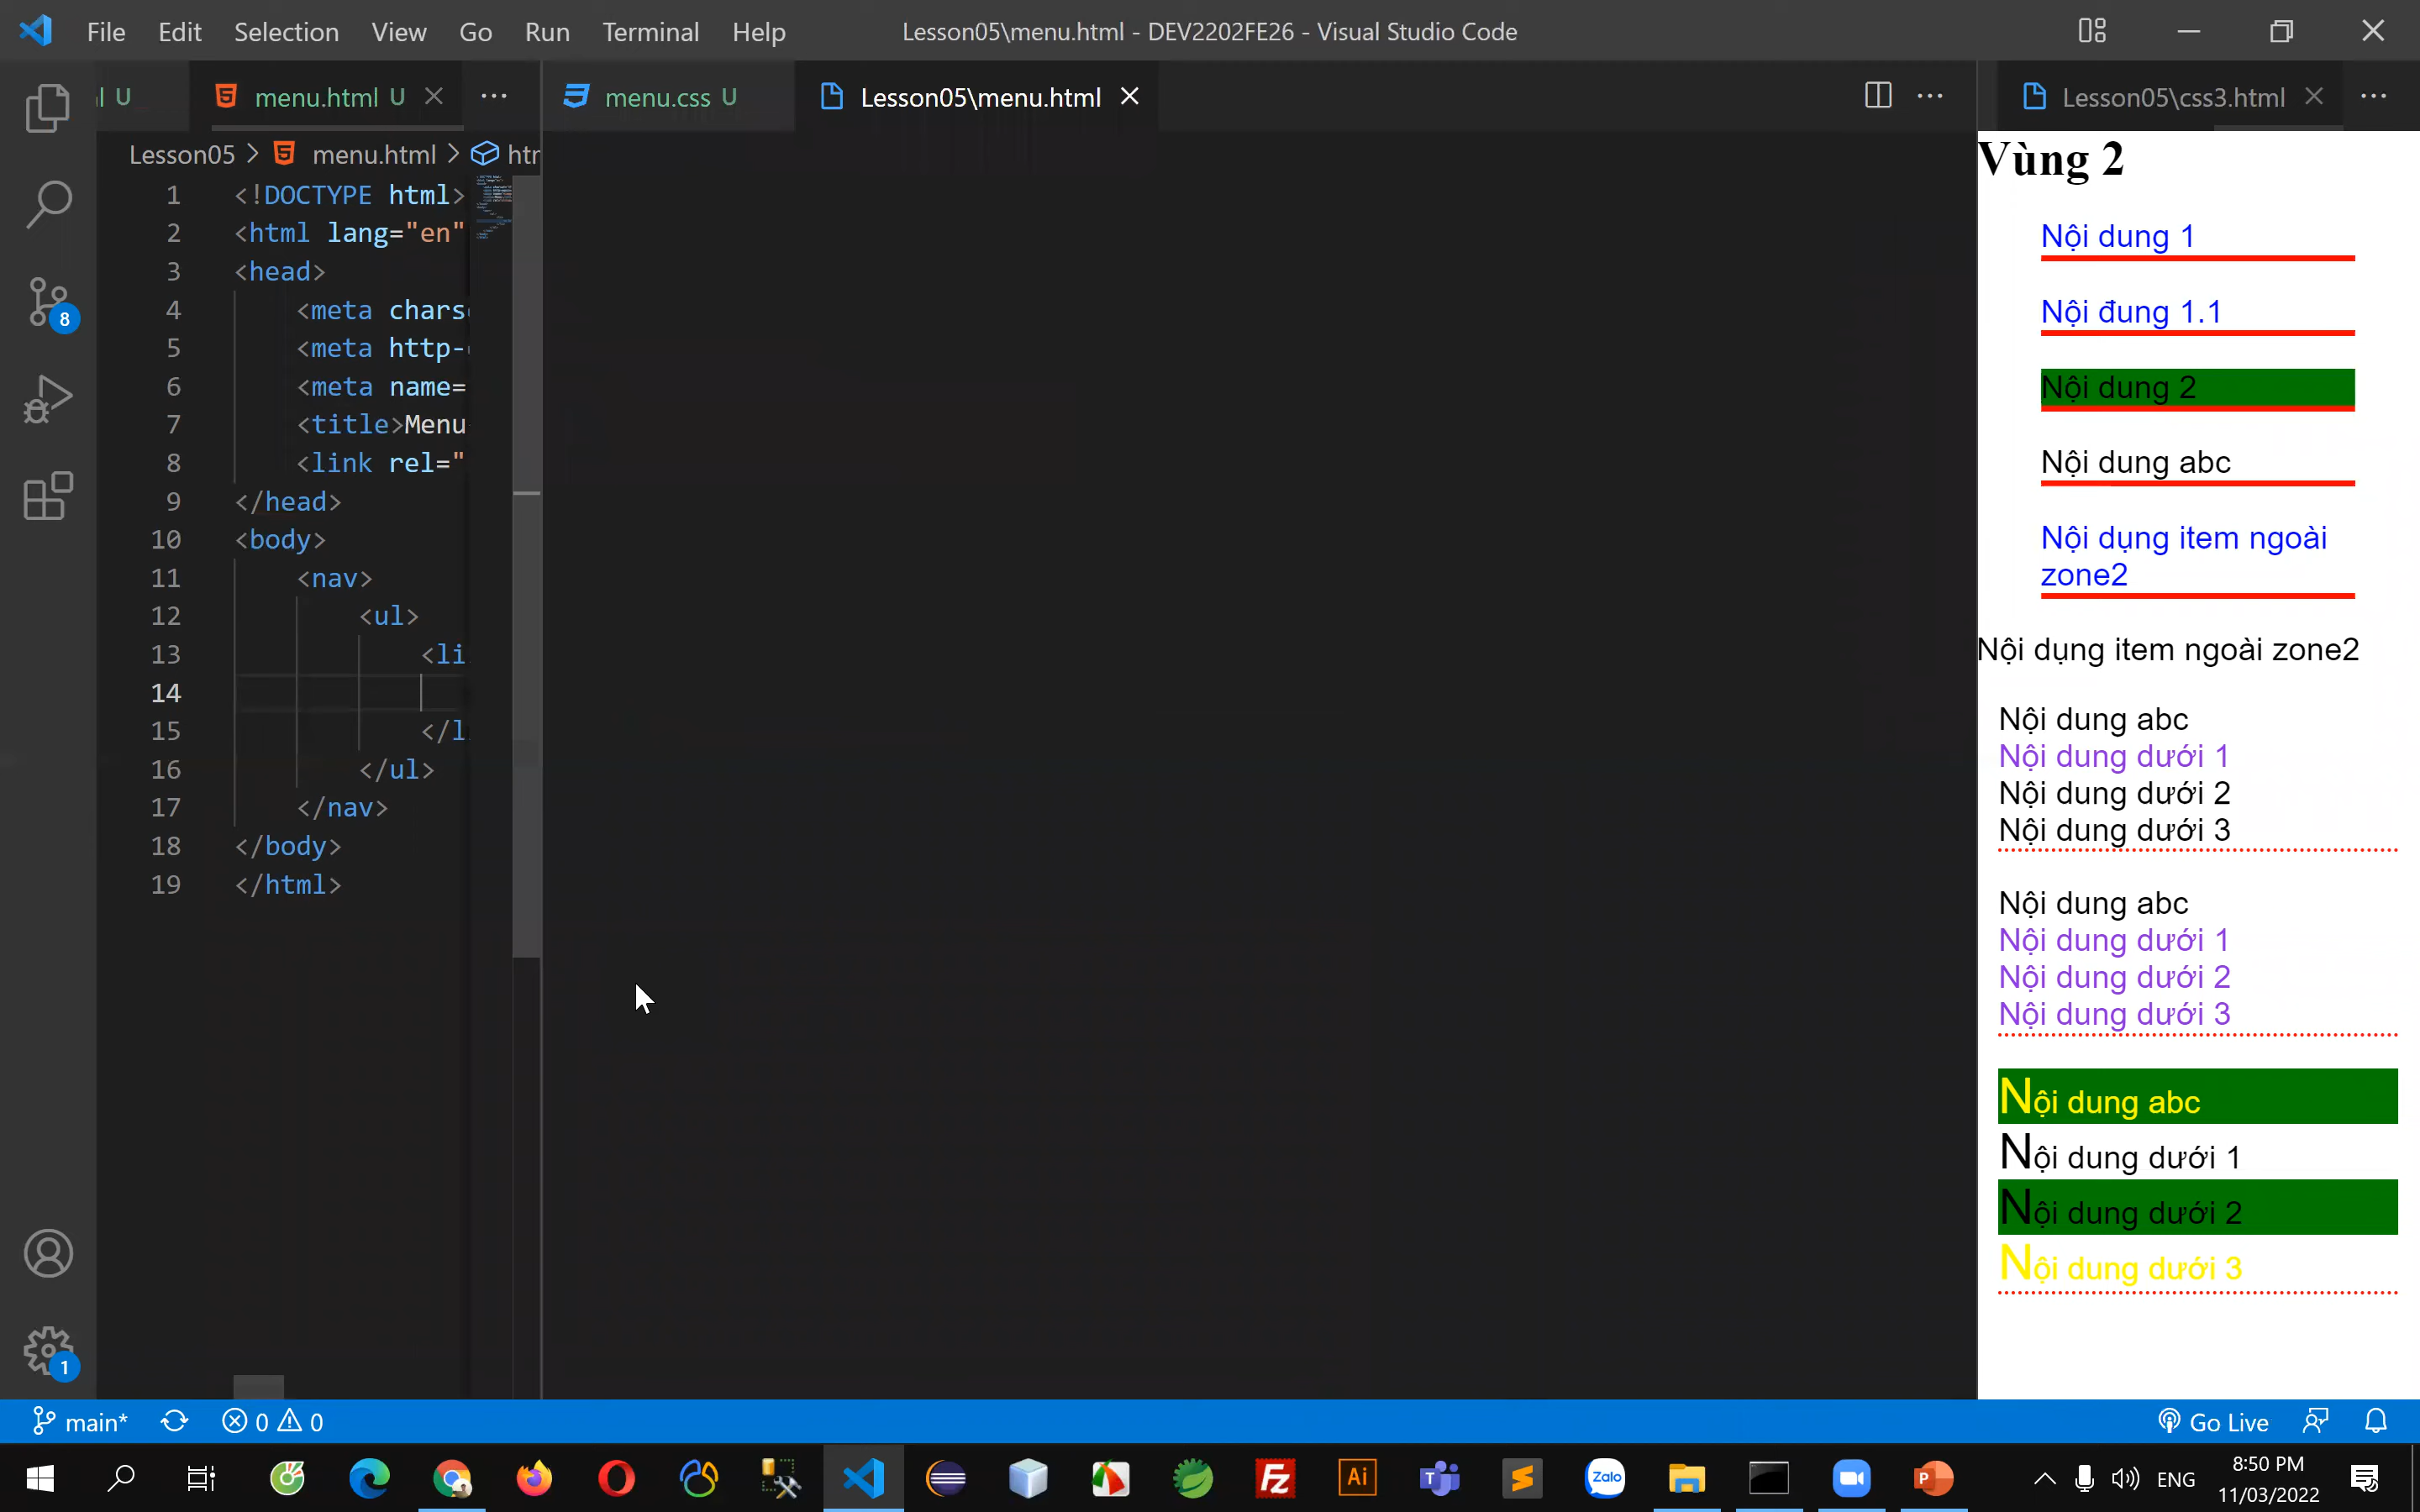 File Edit Selection View Go Run Terminal Help
Lesson05\menu.html - DEV2202FE26 - Visual Studio Code
U
menu.html U
menu.css U
Lesson05\menu.html
Lesson05\css3.html
Lesson05 > menu.html >
1 <!DOCTYPE html>
2 <html lang="en"
3 <head>
4 <meta chars
5 <meta http-
6 <meta name=
7 <title>Menu
8 <link rel="
9 </head>
10 <body>
11 <nav>
12 <ul>
13 <li
14
15 </l
16 </ul>
17 </nav>
18 </body>
19 </html>
8
1
Vùng 2
Nội dung 1
Nội đung 1.1
Nội dung 2
Nội dung abc
Nội dụng item ngoài
zone2
Nội dụng item ngoài zone2
Nội dung abc
Nội dung dưới 1
Nội dung dưới 2
Nội dung dưới 3
Nội dung abc
Nội dung dưới 1
Nội dung dưới 2
Nội dung dưới 3
Nội dung abc
Nội dung dưới 1
Nội dung dưới 2
Nội dung dưới 3
main* 0 0
Go Live
Fz Ai Zalo
ENG
8:50 PM
11/03/2022